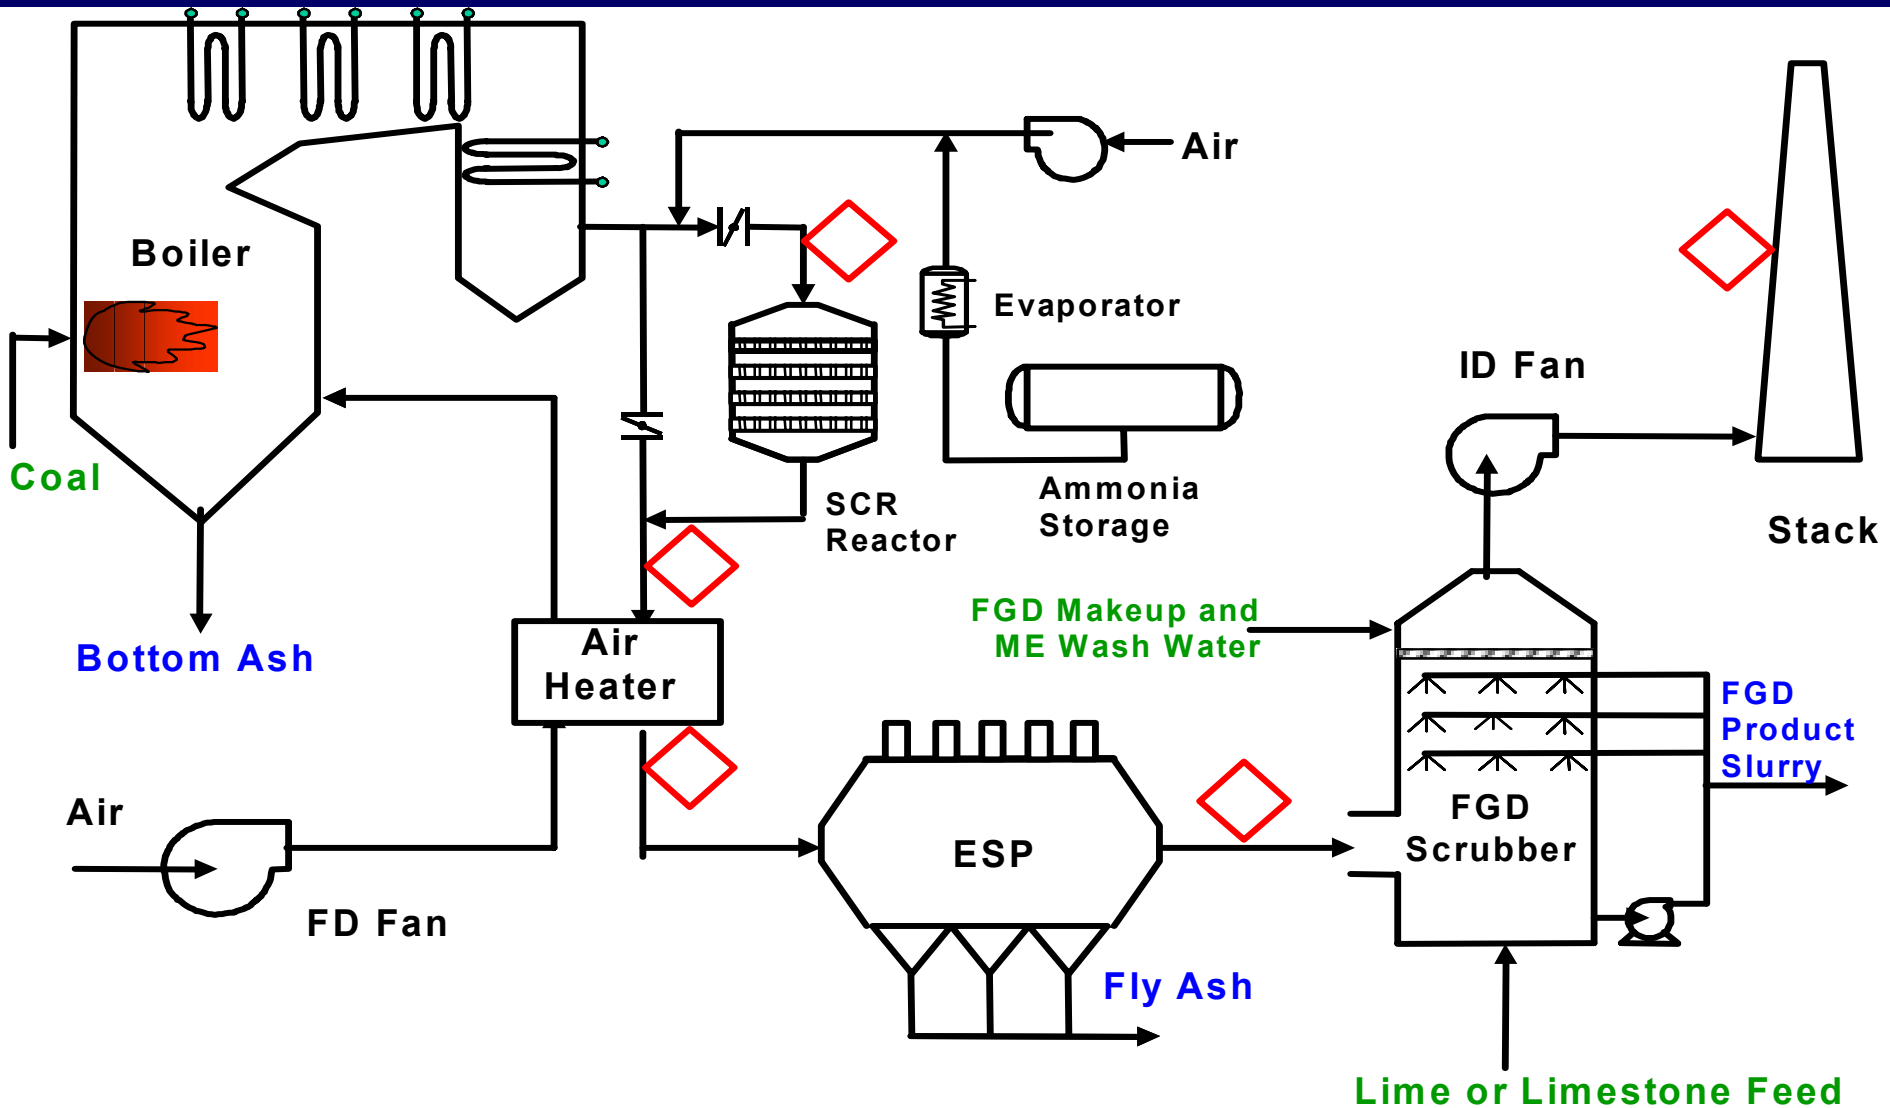 Air
Boiler
Evaporator
ID Fan
Coal
SCR
Reactor
Ammonia
Storage
Stack
FGD Makeup and
ME Wash Water
Bottom Ash
Air
Heater
FGD
Product
Slurry
Air
FGD
Scrubber
ESP
FD Fan
Fly Ash
Lime or Limestone Feed